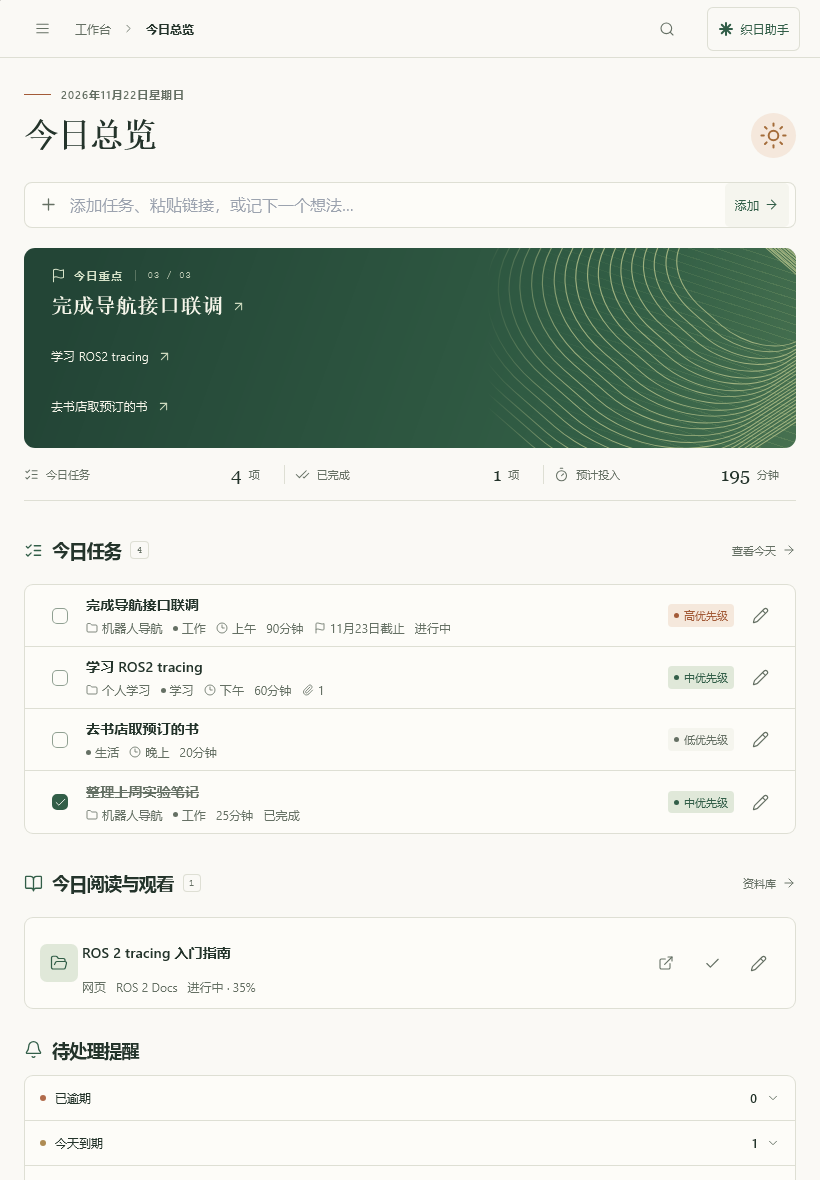 工作台 今日总览 织日助手
2026年11月22日星期日
今日总览
添加任务、粘贴链接，或记下一个想法... 添加
今日重点 03 / 03
完成导航接口联调
学习 ROS2 tracing
去书店取预订的书
今日任务 4 项 已完成 1 项 预计投入 195 分钟
今日任务 4 查看今天
完成导航接口联调
机器人导航 工作 上午 90分钟 11月23日截止 进行中 高优先级
学习 ROS2 tracing
个人学习 学习 下午 60分钟 1 中优先级
去书店取预订的书
生活 晚上 20分钟 低优先级
整理上周实验笔记
机器人导航 工作 25分钟 已完成 中优先级
今日阅读与观看 1 资料库
ROS 2 tracing 入门指南
网页 ROS 2 Docs 进行中 · 35%
待处理提醒
已逾期 0
今天到期 1